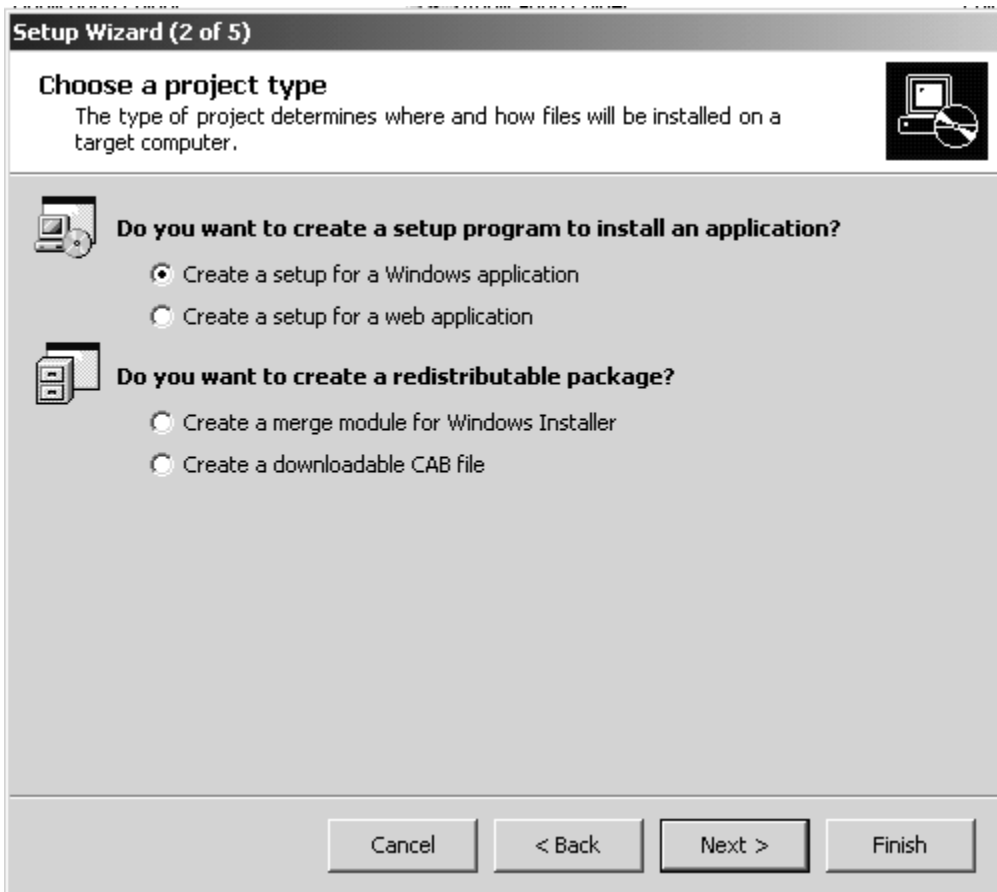 Setup Wizard (2 of 5)
Choose a project type
The type of project determines where and how files will be installed on a
target computer.
Do you want to create a setup program to install an application?
Create a setup for a Windows application
Create a setup for a web application
Do you want to create a redistributable package?
Create a merge module for Windows Installer
Create a downloadable CAB file
Cancel
< Back
Next >
Finish